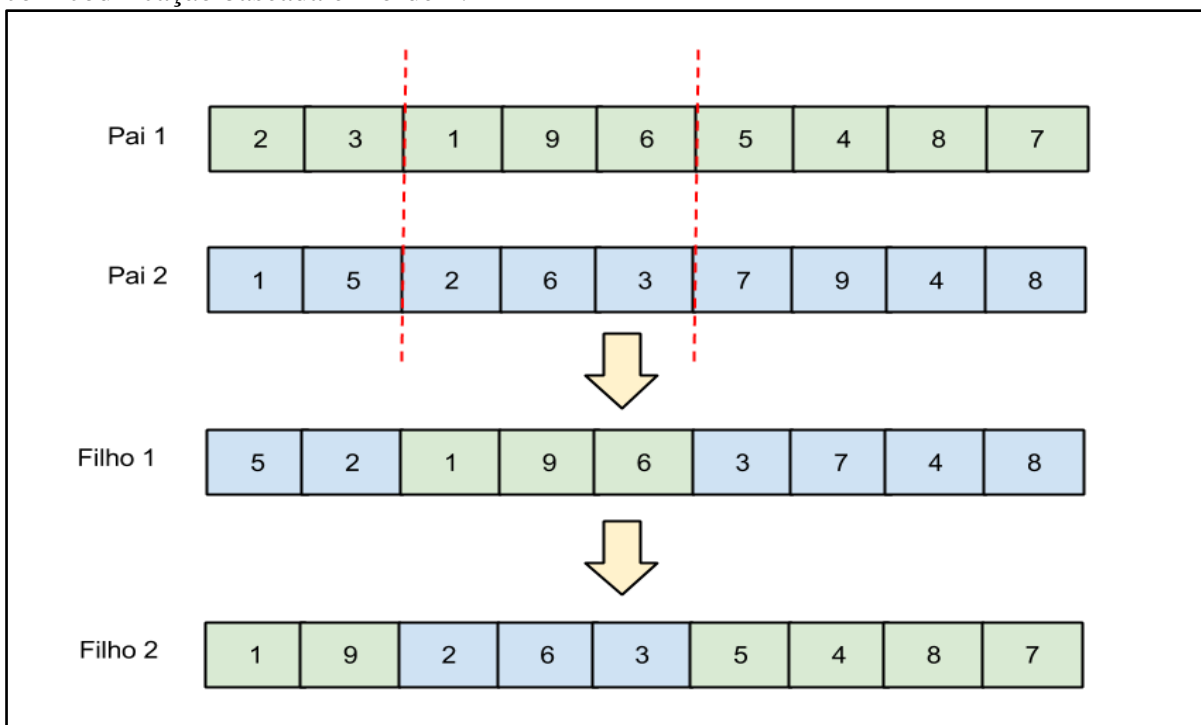 Pai 1 2 3 1 9 6 5 4 8 7
Pai 2 1 5 2 6 3 7 9 4 8
Filho 1 5 2 1 9 6 3 7 4 8
Filho 2 1 9 2 6 3 5 4 8 7